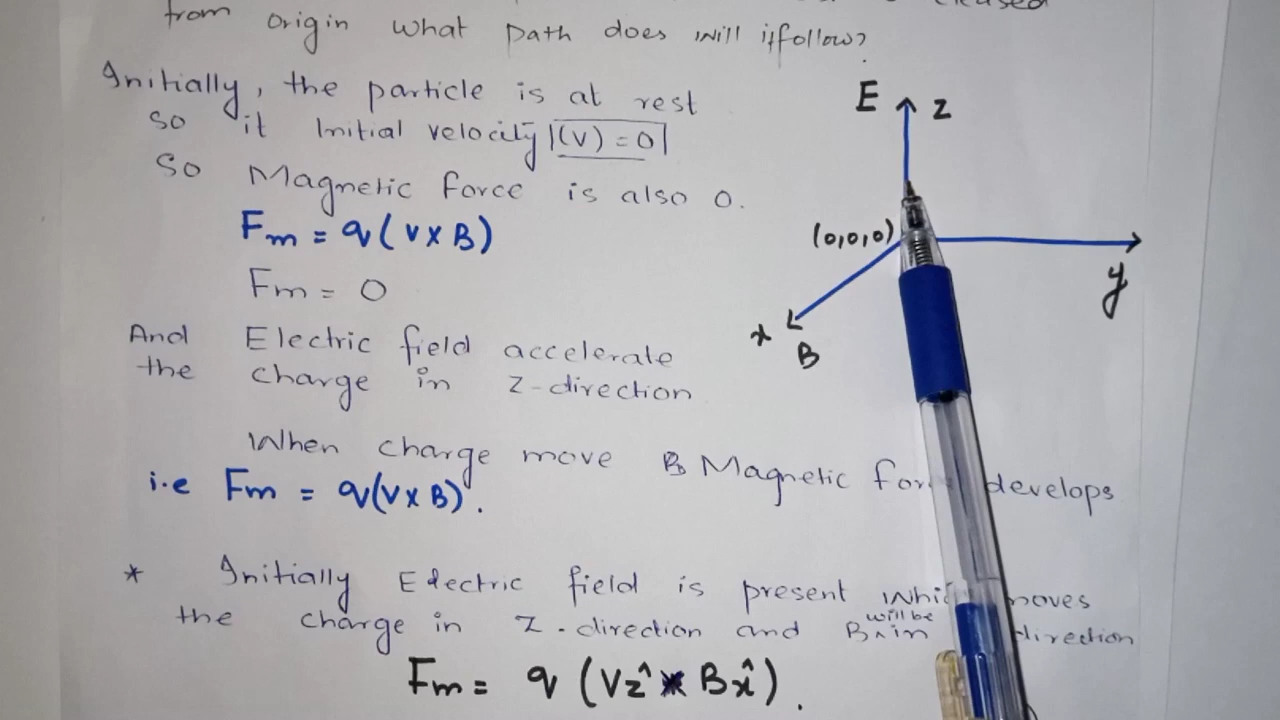 from origin what path does will it follow?
Initially, the particle is at rest
so it Initial velocity |(v) = 0|
So Magnetic force is also 0.
Fm = q(V×B)
Fm = 0
And Electric field accelerate
the charge in Z-direction
When charge move B Magnetic develops
i.e Fm = q(V×B).
* Initially Electric field is present moves
the charge in Z-direction and B will be in direction
Fm = q (Vẑ × Bx̂).
E
z
(0,0,0)
y
x
B